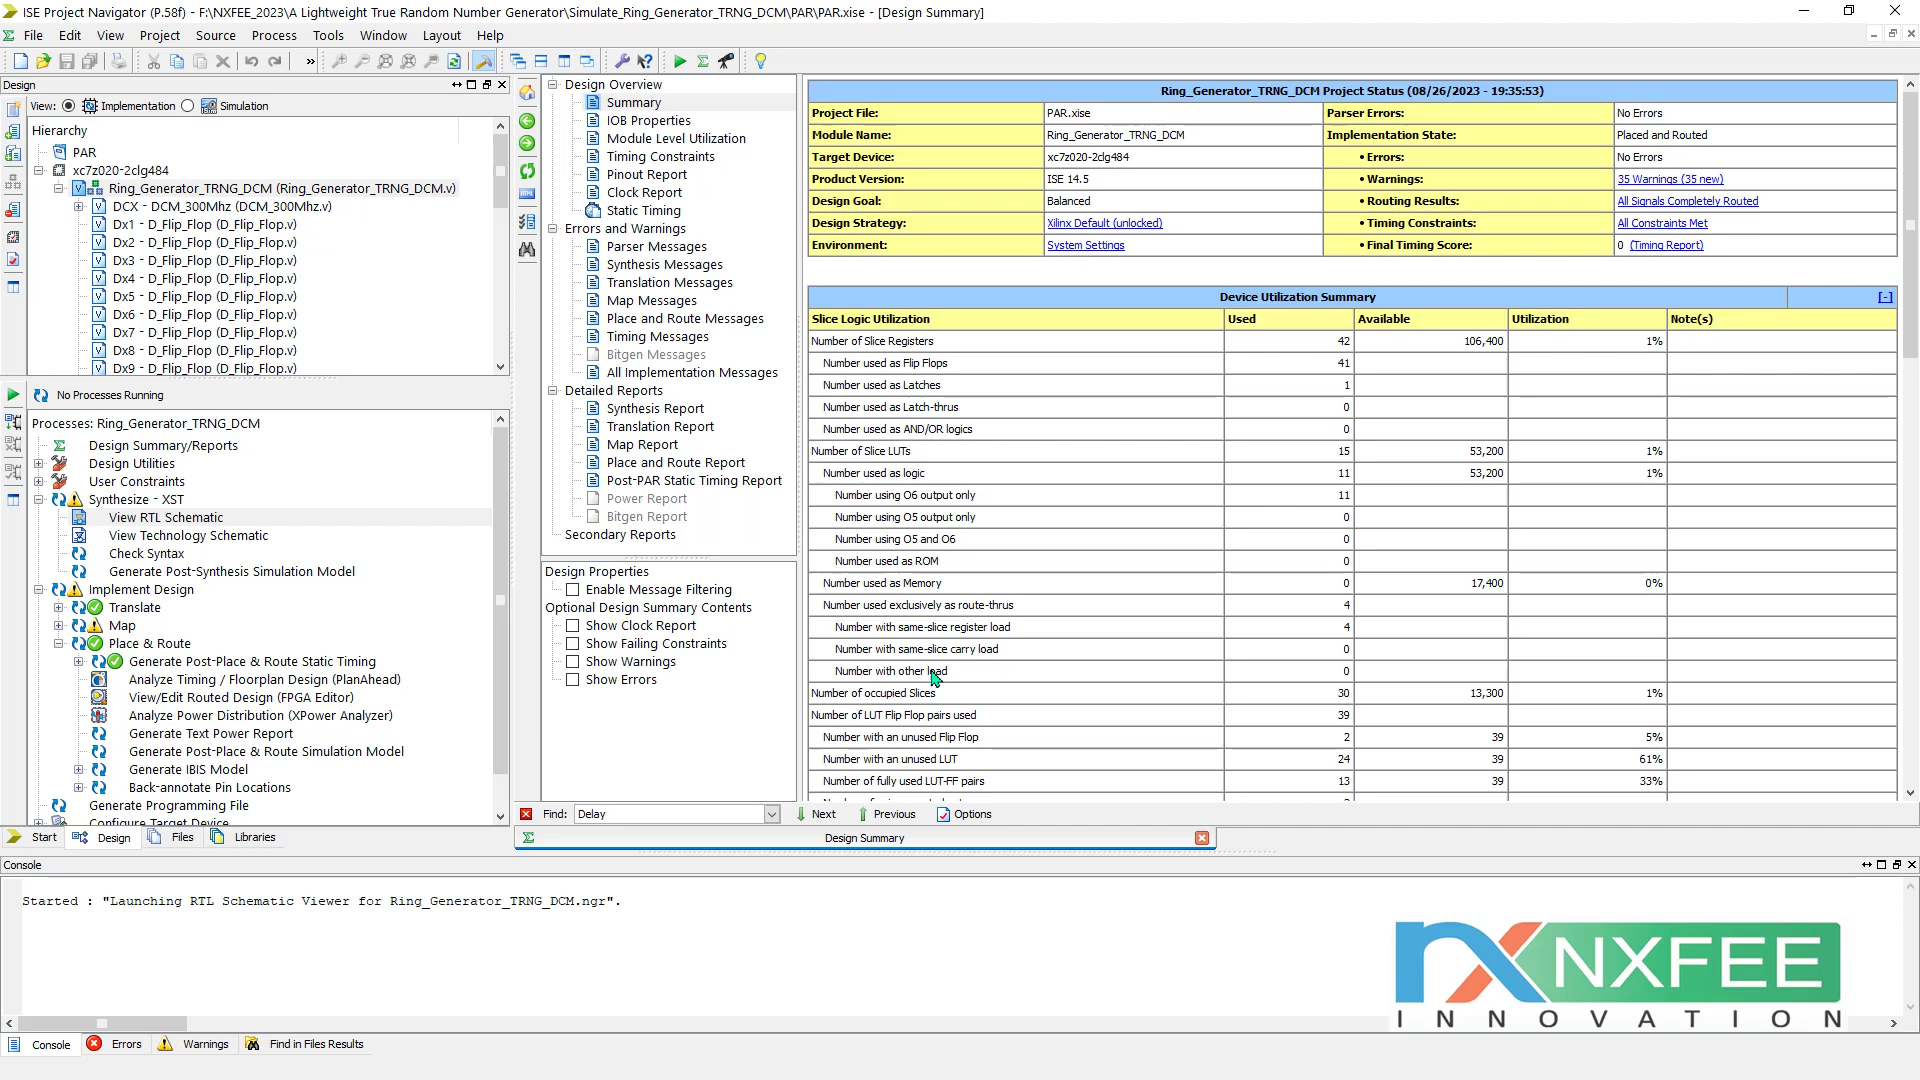 ISE Project Navigator (P.58f) - F:\NXFEE_2023\A Lightweight True Random Number Generator\Simulate_Ring_Generator_TRNG_DCM\PAR\PAR.xise - [Design Summary]
File Edit View Project Source Process Tools Window Layout Help
Design
View: Implementation Simulation
Hierarchy
PAR
xc7z020-2clg484
Ring_Generator_TRNG_DCM (Ring_Generator_TRNG_DCM.v)
DCX - DCM_300Mhz (DCM_300Mhz.v)
Dx1 - D_Flip_Flop (D_Flip_Flop.v)
Dx2 - D_Flip_Flop (D_Flip_Flop.v)
Dx3 - D_Flip_Flop (D_Flip_Flop.v)
Dx4 - D_Flip_Flop (D_Flip_Flop.v)
Dx5 - D_Flip_Flop (D_Flip_Flop.v)
Dx6 - D_Flip_Flop (D_Flip_Flop.v)
Dx7 - D_Flip_Flop (D_Flip_Flop.v)
Dx8 - D_Flip_Flop (D_Flip_Flop.v)
Dx9 - D_Flip_Flop (D_Flip_Flop.v)
No Processes Running
Processes: Ring_Generator_TRNG_DCM
Design Summary/Reports
Design Utilities
User Constraints
Synthesize - XST
View RTL Schematic
View Technology Schematic
Check Syntax
Generate Post-Synthesis Simulation Model
Implement Design
Translate
Map
Place & Route
Generate Post-Place & Route Static Timing
Analyze Timing / Floorplan Design (PlanAhead)
View/Edit Routed Design (FPGA Editor)
Analyze Power Distribution (XPower Analyzer)
Generate Text Power Report
Generate Post-Place & Route Simulation Model
Generate IBIS Model
Back-annotate Pin Locations
Generate Programming File
Configure Target Device
Start Design Files Libraries
Design Overview
Summary
IOB Properties
Module Level Utilization
Timing Constraints
Pinout Report
Clock Report
Static Timing
Errors and Warnings
Parser Messages
Synthesis Messages
Translation Messages
Map Messages
Place and Route Messages
Timing Messages
Bitgen Messages
All Implementation Messages
Detailed Reports
Synthesis Report
Translation Report
Map Report
Place and Route Report
Post-PAR Static Timing Report
Power Report
Bitgen Report
Secondary Reports
Design Properties
Enable Message Filtering
Optional Design Summary Contents
Show Clock Report
Show Failing Constraints
Show Warnings
Show Errors
Ring_Generator_TRNG_DCM Project Status (08/26/2023 - 19:35:53)
Project File: PAR.xise Parser Errors: No Errors
Module Name: Ring_Generator_TRNG_DCM Implementation State: Placed and Routed
Target Device: xc7z020-2clg484 • Errors: No Errors
Product Version: ISE 14.5 • Warnings: 35 Warnings (35 new)
Design Goal: Balanced • Routing Results: All Signals Completely Routed
Design Strategy: Xilinx Default (unlocked) • Timing Constraints: All Constraints Met
Environment: System Settings • Final Timing Score: 0 (Timing Report)
Device Utilization Summary [-]
Slice Logic Utilization Used Available Utilization Note(s)
Number of Slice Registers 42 106,400 1%
Number used as Flip Flops 41
Number used as Latches 1
Number used as Latch-thrus 0
Number used as AND/OR logics 0
Number of Slice LUTs 15 53,200 1%
Number used as logic 11 53,200 1%
Number using O6 output only 11
Number using O5 output only 0
Number using O5 and O6 0
Number used as ROM 0
Number used as Memory 0 17,400 0%
Number used exclusively as route-thrus 4
Number with same-slice register load 4
Number with same-slice carry load 0
Number with other load 0
Number of occupied Slices 30 13,300 1%
Number of LUT Flip Flop pairs used 39
Number with an unused Flip Flop 2 39 5%
Number with an unused LUT 24 39 61%
Number of fully used LUT-FF pairs 13 39 33%
Find: Delay Next Previous Options
Design Summary
Console
Started : "Launching RTL Schematic Viewer for Ring_Generator_TRNG_DCM.ngr".
NXFEE
INNOVATION
Console Errors Warnings Find in Files Results